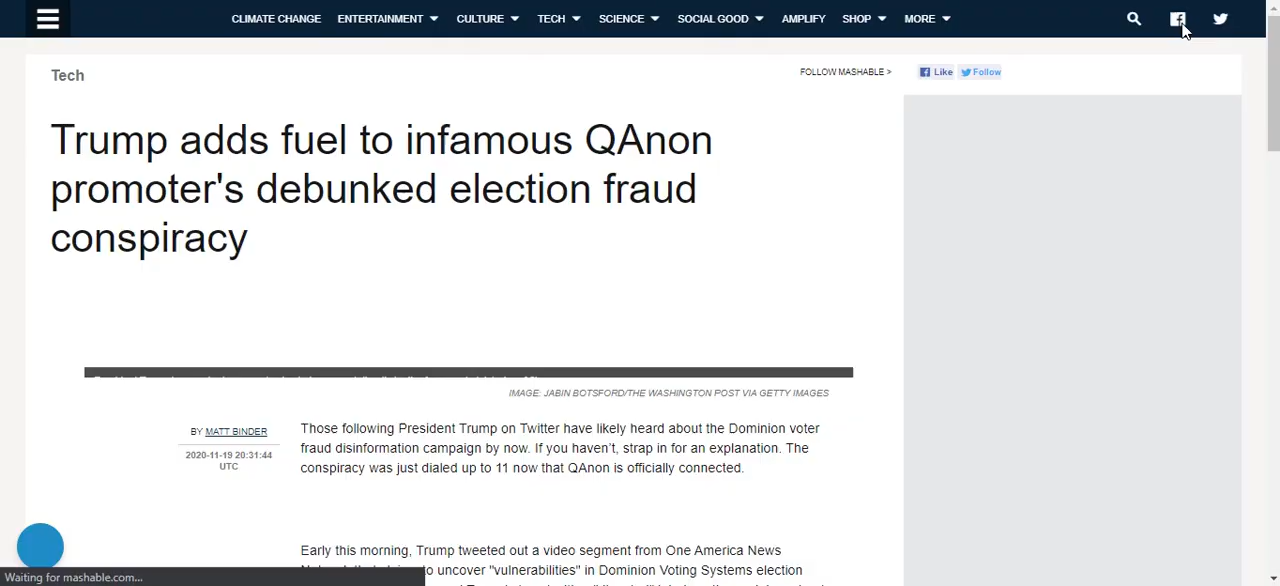 CLIMATE CHANGE ENTERTAINMENT CULTURE TECH SCIENCE SOCIAL GOOD AMPLIFY SHOP MORE
Tech
FOLLOW MASHABLE >
Like
Follow
Trump adds fuel to infamous QAnon
promoter's debunked election fraud
conspiracy
IMAGE: JABIN BOTSFORD/THE WASHINGTON POST VIA GETTY IMAGES
BY MATT BINDER
2020-11-19 20:31:44
UTC
Those following President Trump on Twitter have likely heard about the Dominion voter
fraud disinformation campaign by now. If you haven't, strap in for an explanation. The
conspiracy was just dialed up to 11 now that QAnon is officially connected.
Early this morning, Trump tweeted out a video segment from One America News
to uncover "vulnerabilities" in Dominion Voting Systems election
Waiting for mashable.com...